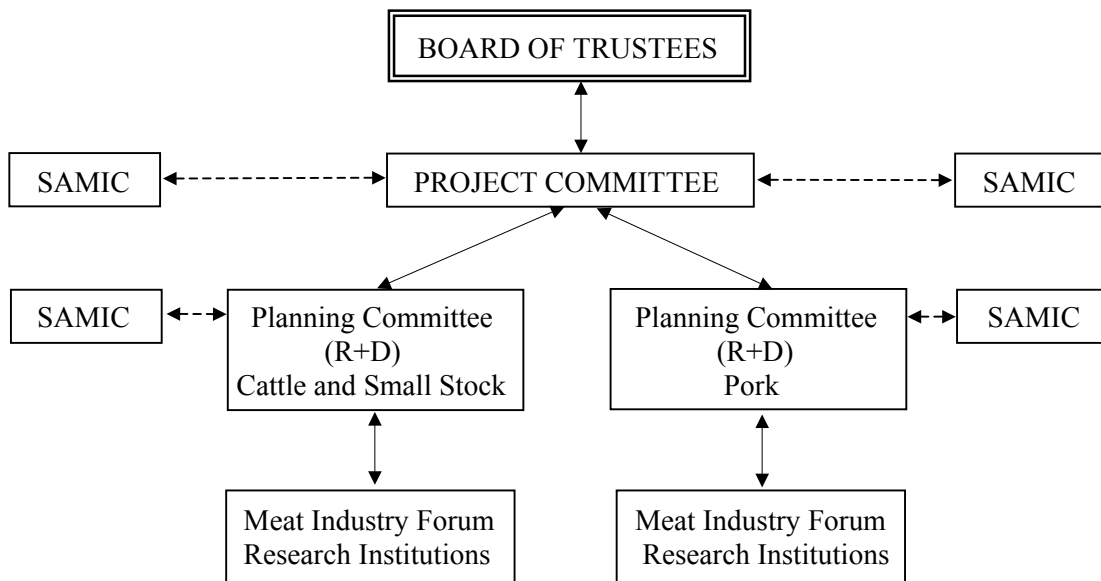 BOARD OF TRUSTEES
SAMIC
PROJECT COMMITTEE
SAMIC
SAMIC
Planning Committee
(R+D)
Cattle and Small Stock
Planning Committee
(R+D)
Pork
SAMIC
Meat Industry Forum
Research Institutions
Meat Industry Forum
Research Institutions